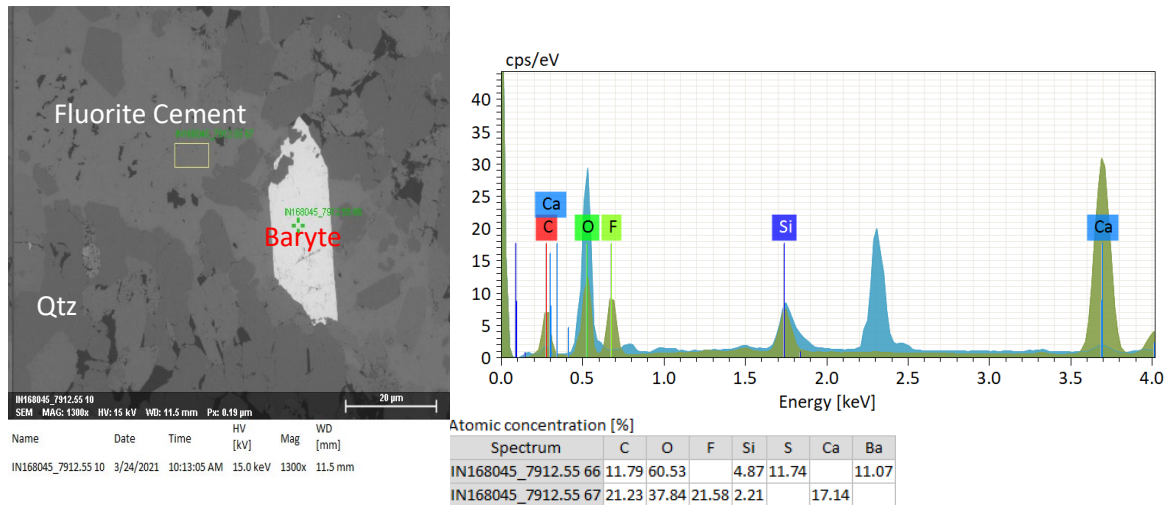 Fluorite Cement
IN168045_7912.55 67
Baryte
Qtz
IN168045_7912.55 10
SEM MAG: 1300x HV: 15 kV WD: 11.5 mm Px: 0.19 µm
20 µm
Name Date Time HV [kV] Mag WD [mm]
IN168045_7912.55 10 3/24/2021 10:13:05 AM 15.0 keV 1300x 11.5 mm
cps/eV
40
35
30
25
20
15
10
5
0
Ca
C O F Si Ca
0.0 0.5 1.0 1.5 2.0 2.5 3.0 3.5 4.0
Energy [keV]
Atomic concentration [%]
Spectrum C O F Si S Ca Ba
IN168045_7912.55 66 11.79 60.53 4.87 11.74 11.07
IN168045_7912.55 67 21.23 37.84 21.58 2.21 17.14